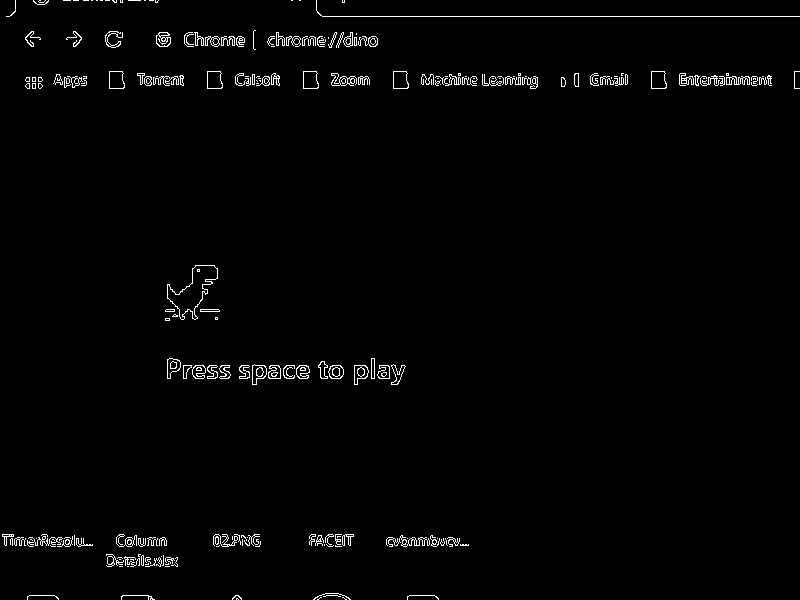 Chrome | chrome://dino
Apps Torrent Calsoft Zoom Machine Learning Gmail Entertainment
Press space to play
TimerResolu... Column 02.PNG FACEIT cvbnmbvcv...
Details.xlsx